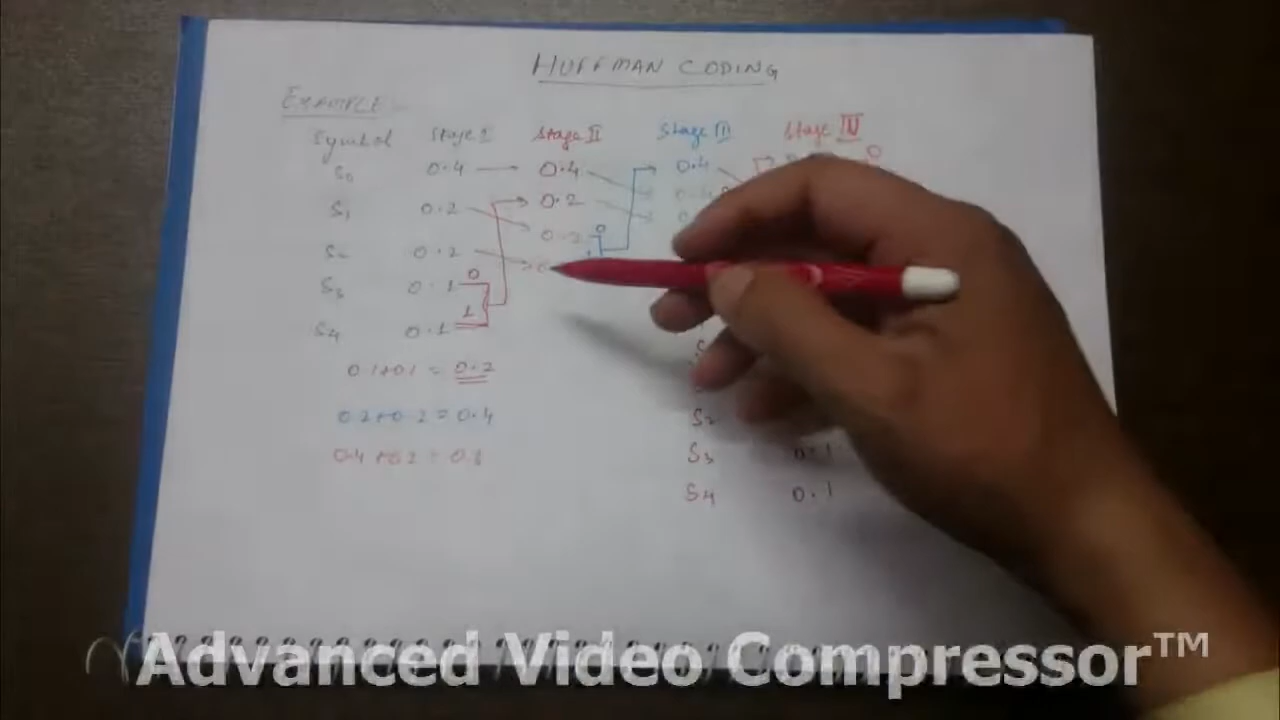 HUFFMAN CODING
EXAMPLE
Symbol Stage I Stage II Stage III Stage IV
S0 0.4 0.4 0.4 0
S1 0.2 0.2
0.2 0
S2 0.2
S3 0.1 0
S4 0.1 1
0.1+0.1 = 0.2
0.2+0.2 = 0.4
0.4+0.2 =
S2
S3 0.1
S4 0.1
Advanced Video Compressor™